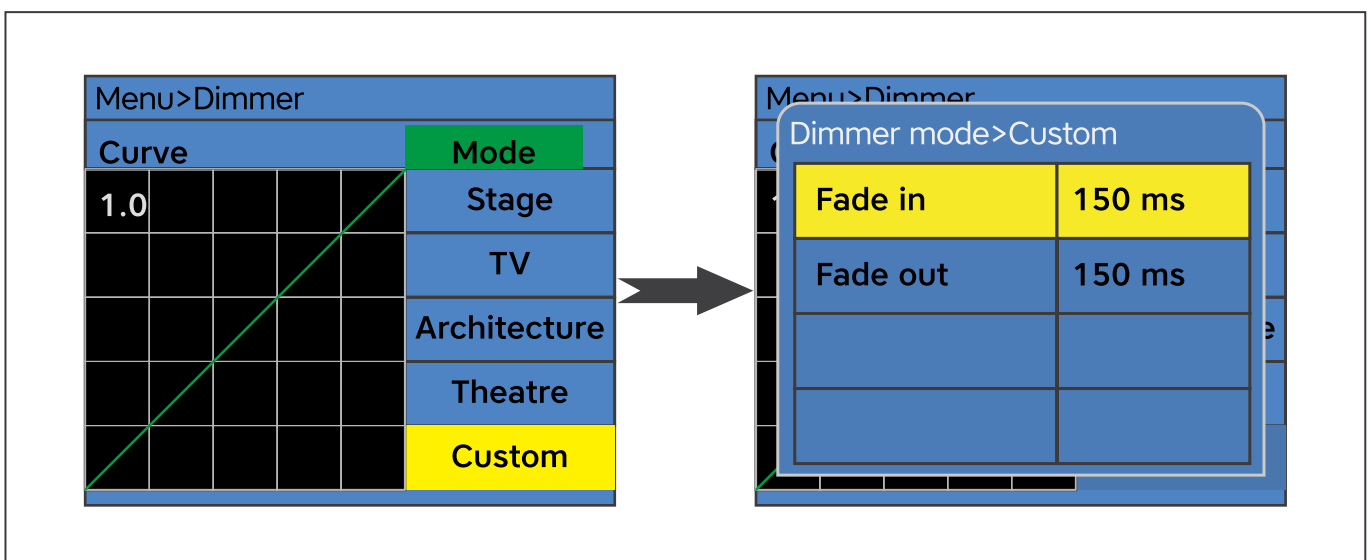 Menu>Dimmer
Curve Mode
1.0 Stage
TV
Architecture
Theatre
Custom
Menu>Dimmer
Dimmer mode>Custom
Fade in 150 ms
Fade out 150 ms